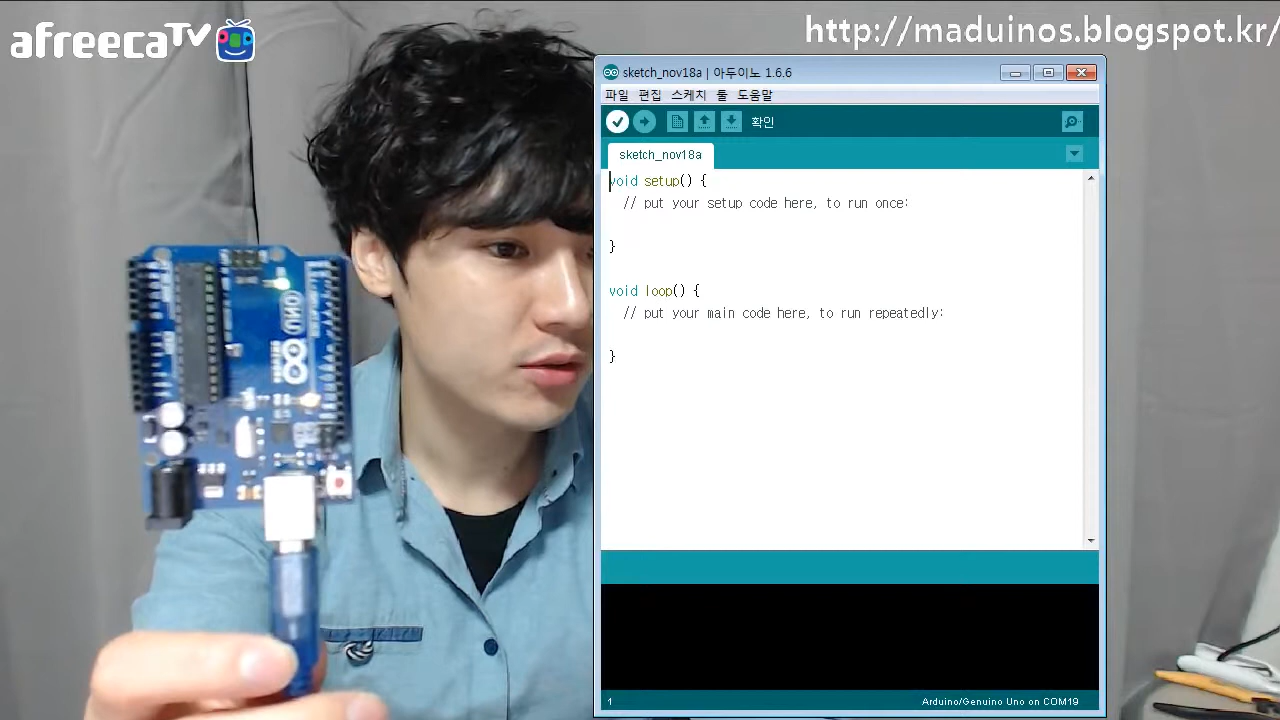 afreecaTV
http://maduinos.blogspot.kr/
sketch_nov18a | 아두이노 1.6.6
파일 편집 스케치 툴 도움말
확인
sketch_nov18a
void setup() {
// put your setup code here, to run once:
}
void loop() {
// put your main code here, to run repeatedly:
}
1
Arduino/Genuino Uno on COM19
UNO